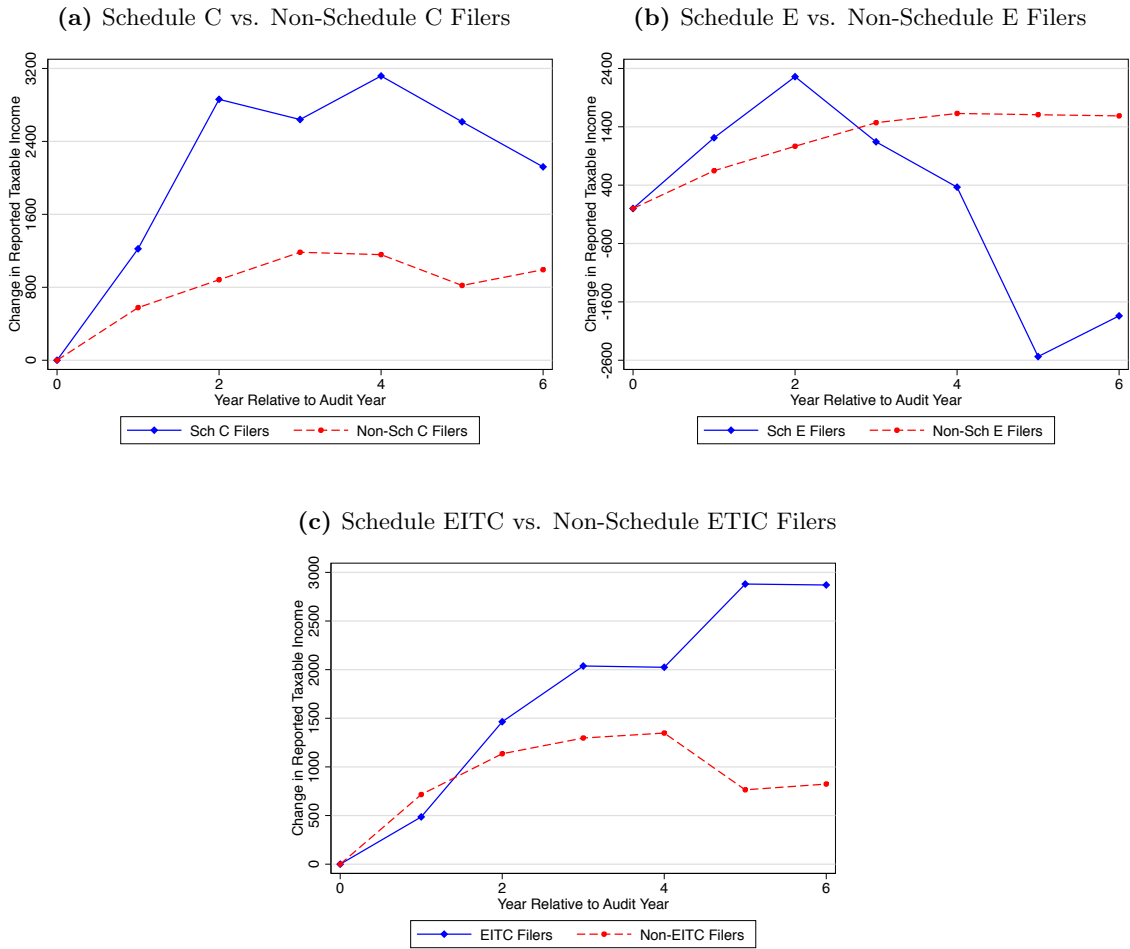 (a) Schedule C vs. Non-Schedule C Filers
Change in Reported Taxable Income
3200
2400
1600
800
0
0
2
4
6
Year Relative to Audit Year
Sch C Filers
Non-Sch C Filers
(b) Schedule E vs. Non-Schedule E Filers
Change in Reported Taxable Income
2400
1400
400
-600
-1600
-2600
0
2
4
6
Year Relative to Audit Year
Sch E Filers
Non-Sch E Filers
(c) Schedule EITC vs. Non-Schedule ETIC Filers
Change in Reported Taxable Income
3000
2500
2000
1500
1000
500
0
0
2
4
6
Year Relative to Audit Year
EITC Filers
Non-EITC Filers